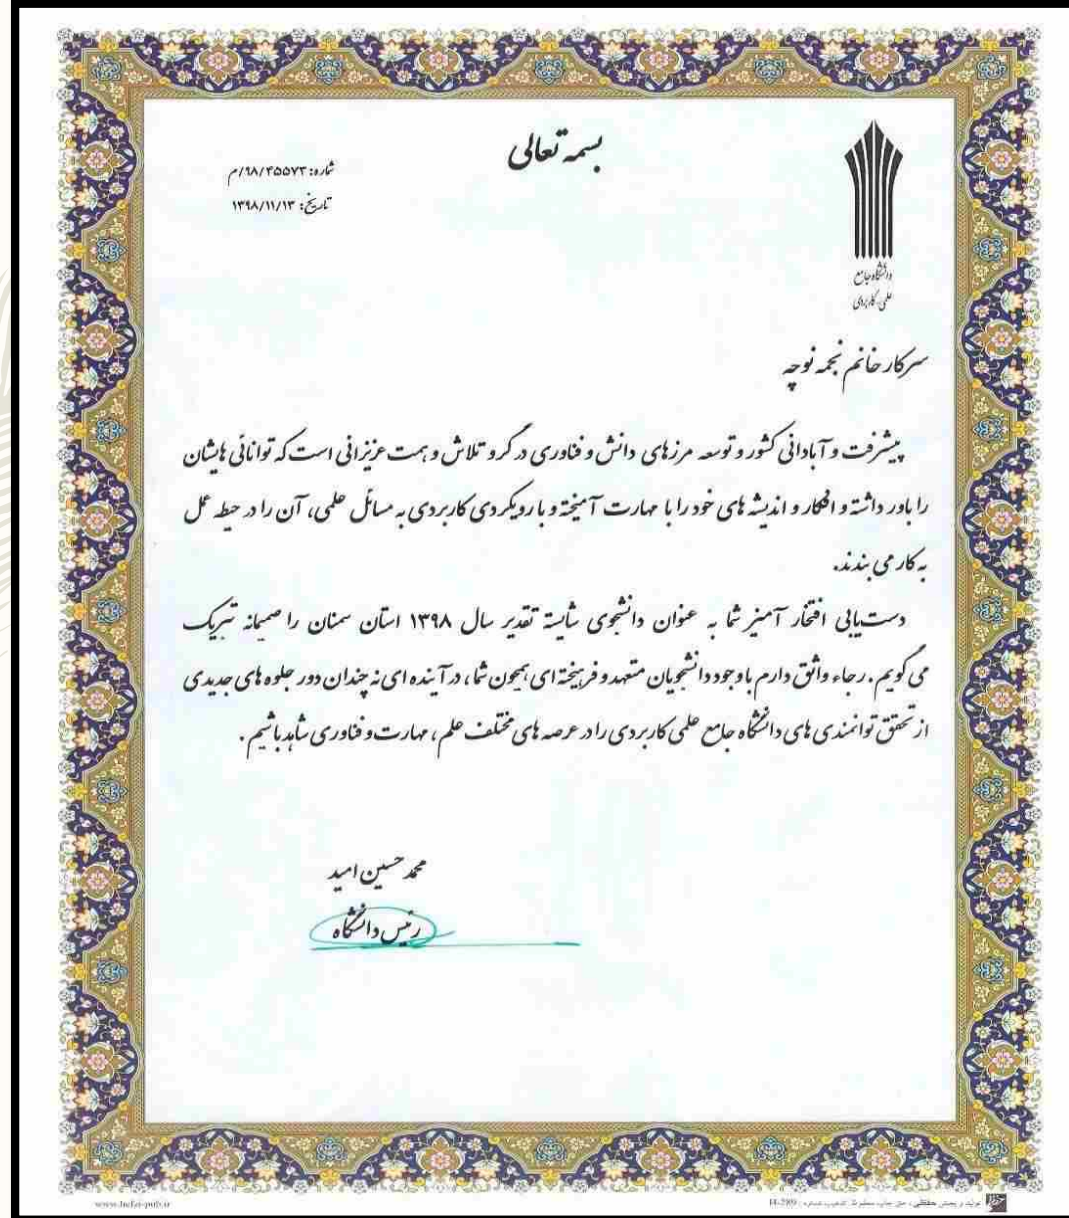 بسمه تعالی
شماره: ۹۸/۴۵۵۷۳/م
تاریخ: ۱۳۹۸/۱۱/۱۳
دانشگاه جامع
علمی کاربردی
سرکار خانم نجمه نوچه
پیشرفت و آبادانی کشور و توسعه مرزهای دانش و فناوری در گرو تلاش و همت عزیزانی است که توانائی هایشان
را باور داشته و افکار و اندیشه های خود را با مهارت آمیخته و با رویکردی کاربردی به مسائل علمی، آن را در حیطه عمل
به کار می بندند.
دست‌یابی افتخار آمیز شما به عنوان دانشجوی شایسته تقدیر سال ۱۳۹۸ استان سمنان را صمیمانه تبریک
می گویم. رجاء واثق دارم با وجود دانشجویان متعهد و فرهیخته ای همچون شما، در آینده ای نه چندان دور جلوه های جدیدی
از تحقق توانمندی های دانشگاه جامع علمی کاربردی را در عرصه های مختلف علم، مهارت و فناوری شاهد باشیم.
محمد حسین امید
رئیس دانشگاه